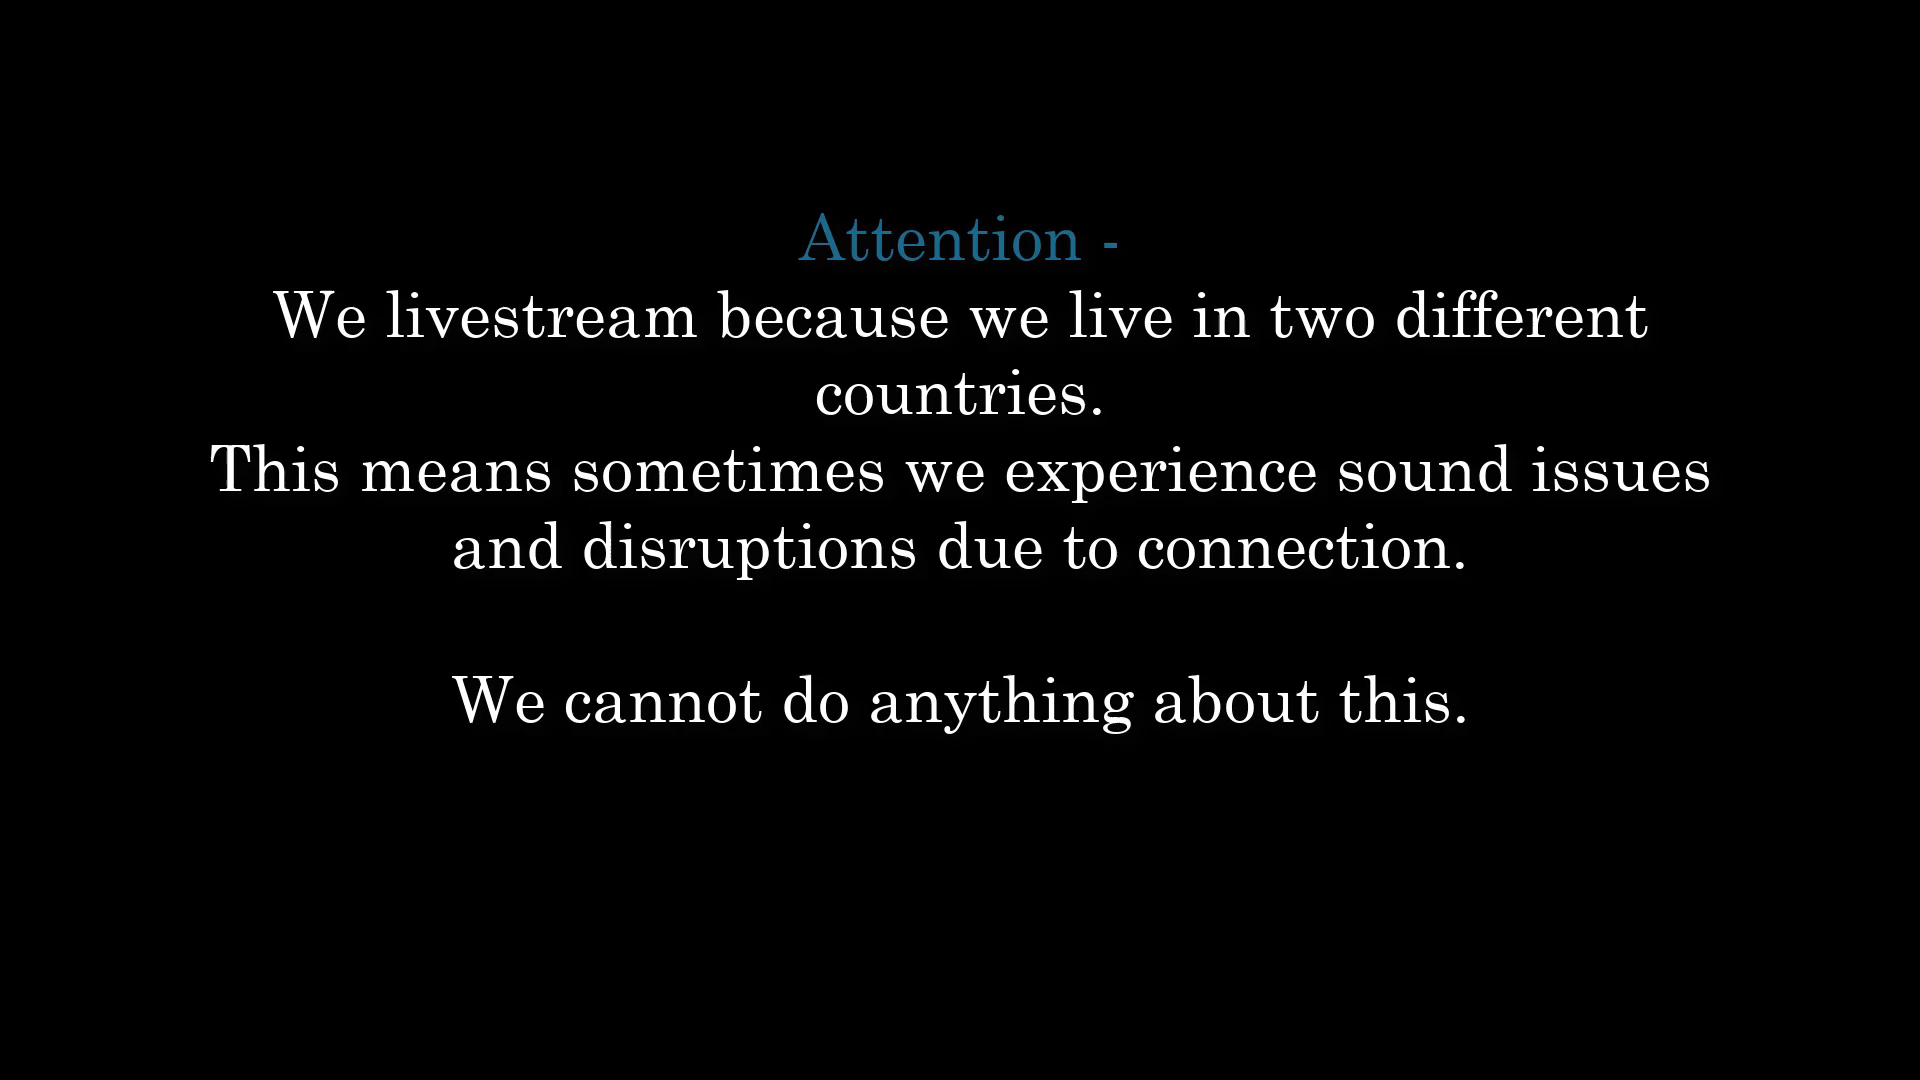 Attention -
We livestream because we live in two different
countries.
This means sometimes we experience sound issues
and disruptions due to connection.
We cannot do anything about this.